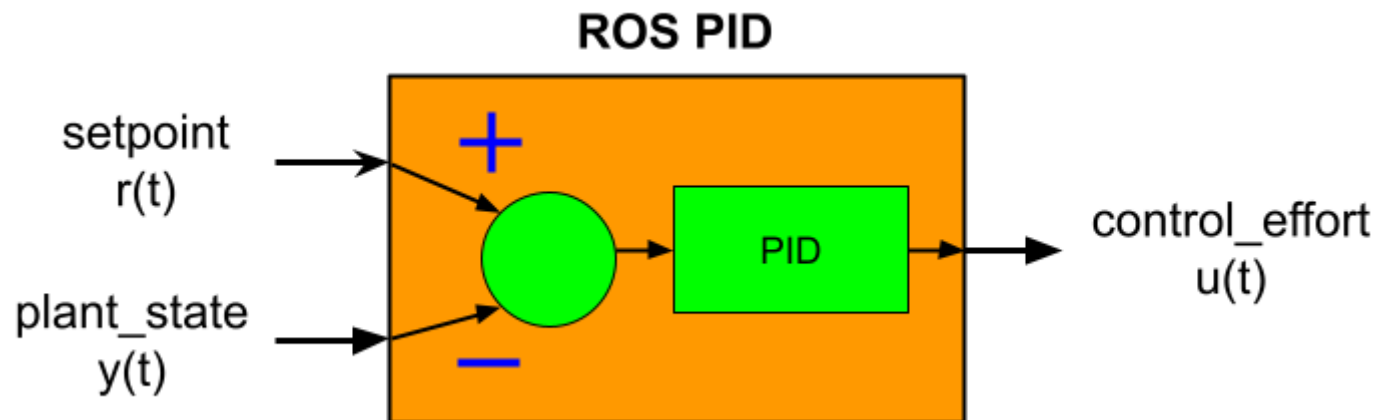 ROS PID
setpoint
r(t)
+
PID
control_effort
u(t)
plant_state
y(t)
−